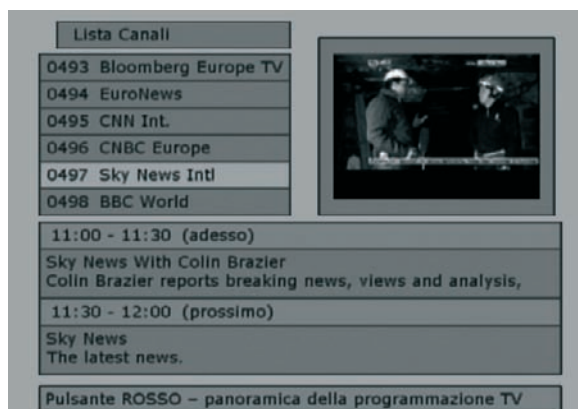 Lista Canali
0493 Bloomberg Europe TV
0494 EuroNews
0495 CNN Int.
0496 CNBC Europe
0497 Sky News Intl
0498 BBC World
11:00 - 11:30 (adesso)
Sky News With Colin Brazier
Colin Brazier reports breaking news, views and analysis,
11:30 - 12:00 (prossimo)
Sky News
The latest news.
Pulsante ROSSO – panoramica della programmazione TV